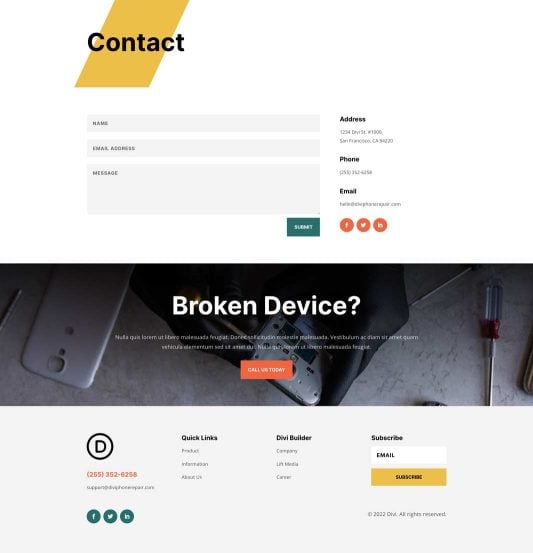 Contact
NAME
EMAIL ADDRESS
MESSAGE
SUBMIT
Address
1234 Divi St. #1000,
San Francisco, CA 94220
Phone
(255) 352-6258
Email
hello@diviphonerepair.com
Broken Device?
Nulla quis lorem ut libero malesuada feugiat. Donec sollicitudin molestie malesuada. Vestibulum ac diam sit amet quam
vehicula elementum sed sit amet dui. Nulla quis lorem ut libero malesuada feugiat.
CALL US TODAY
D
(255) 352-6258
support@diviphonerepair.com
Quick Links
Product
Information
About Us
Divi Builder
Company
Lift Media
Career
Subscribe
EMAIL
SUBSCRIBE
© 2022 Divi. All rights reserved.